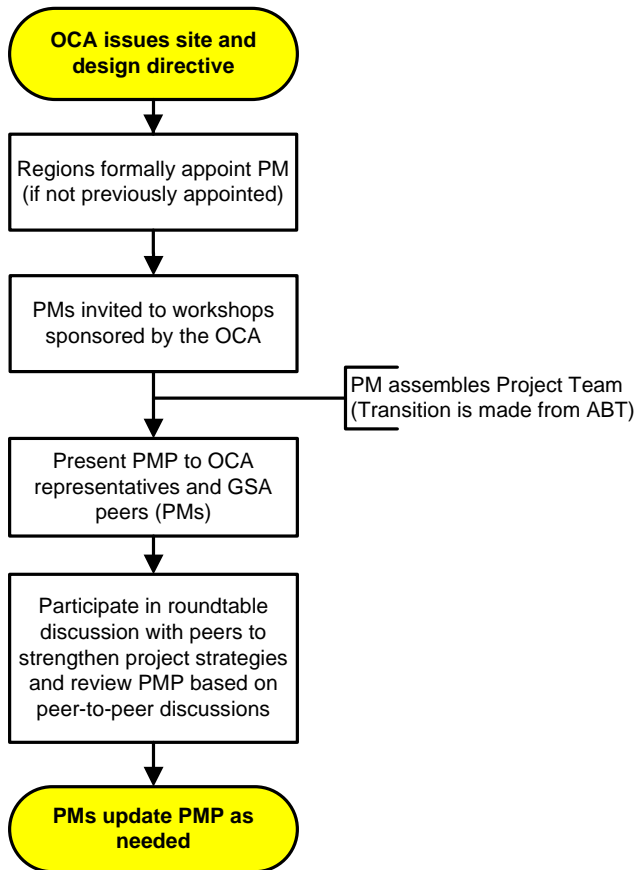 OCA issues site and
design directive
Regions formally appoint PM
(if not previously appointed)
PMs invited to workshops
sponsored by the OCA
PM assembles Project Team
(Transition is made from ABT)
Present PMP to OCA
representatives and GSA
peers (PMs)
Participate in roundtable
discussion with peers to
strengthen project strategies
and review PMP based on
peer-to-peer discussions
PMs update PMP as
needed